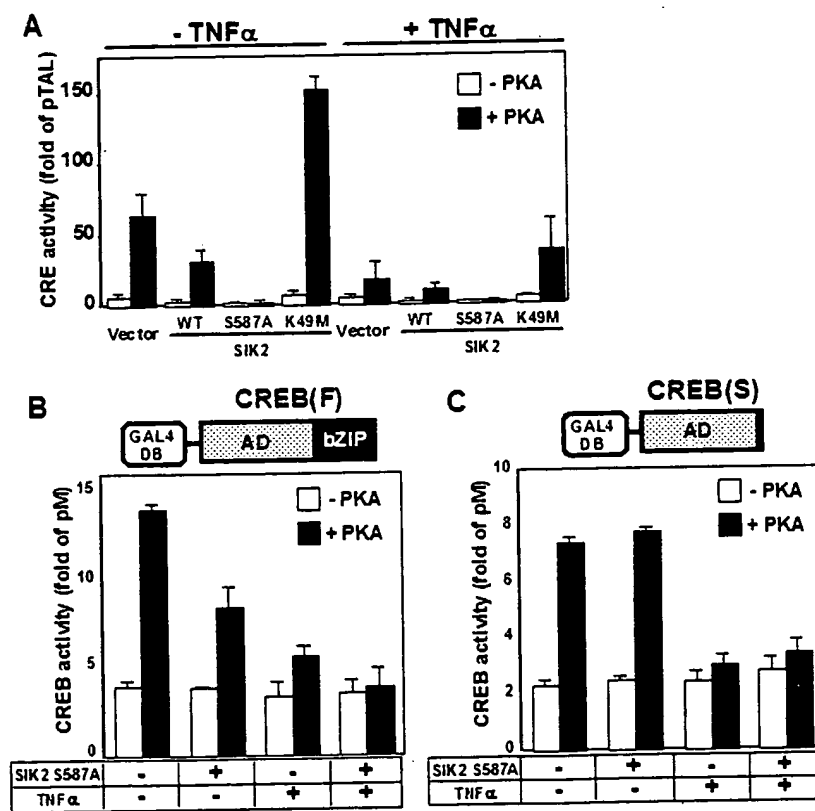 A
- TNFα + TNFα
CRE activity (fold of pTAL)
150
100
50
0
- PKA
+ PKA
Vector WT S587A K49M Vector WT S587A K49M
SIK2 SIK2
B
CREB(F)
GAL4 DB
AD
bZIP
CREB activity (fold of pM)
15
10
5
0
- PKA
+ PKA
SIK2 S587A - + - +
TNFα - - + +
C
CREB(S)
GAL4 DB
AD
CREB activity (fold of pM)
10
8
6
4
2
0
- PKA
+ PKA
SIK2 S587A - + - +
TNFα - - + +